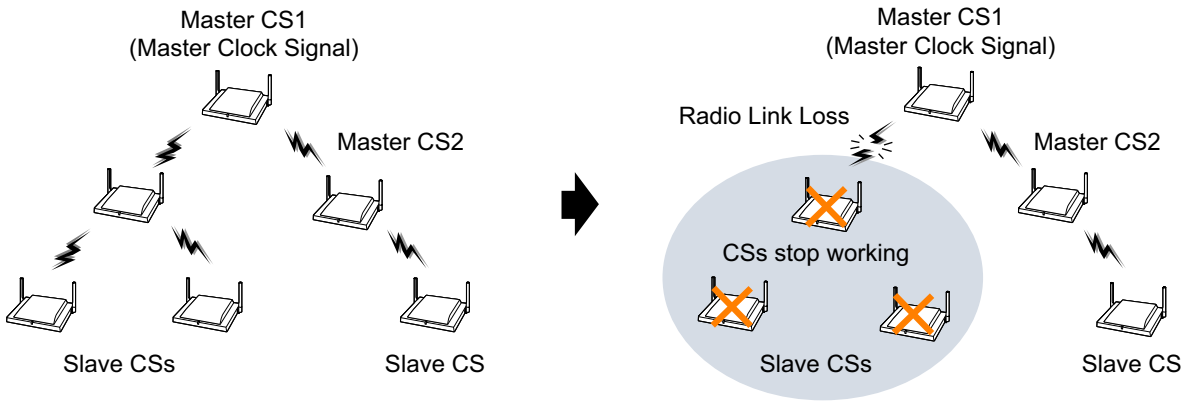 Master CS1
(Master Clock Signal)
Master CS2
Slave CSs
Slave CS
Master CS1
(Master Clock Signal)
Radio Link Loss
Master CS2
CSs stop working
Slave CSs
Slave CS